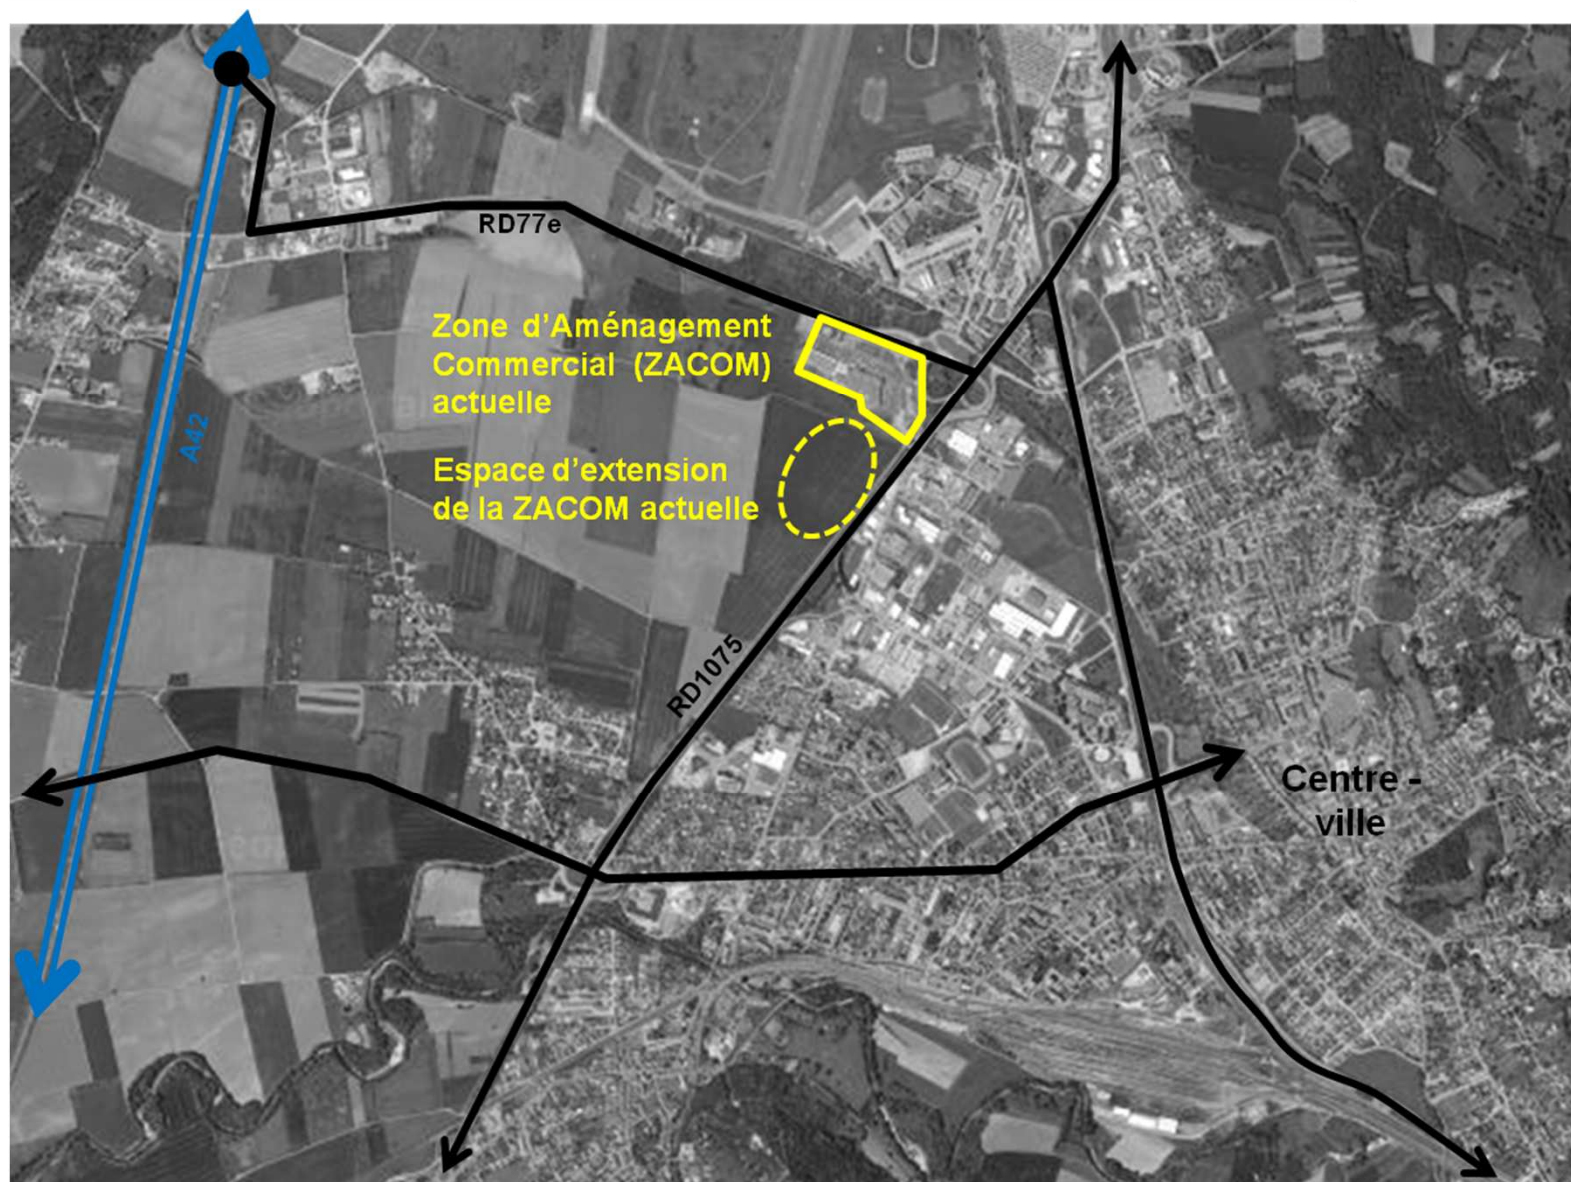 RD77e
Zone d'Aménagement
Commercial (ZACOM)
actuelle
A42
Espace d'extension
de la ZACOM actuelle
RD1075
Centre -
ville